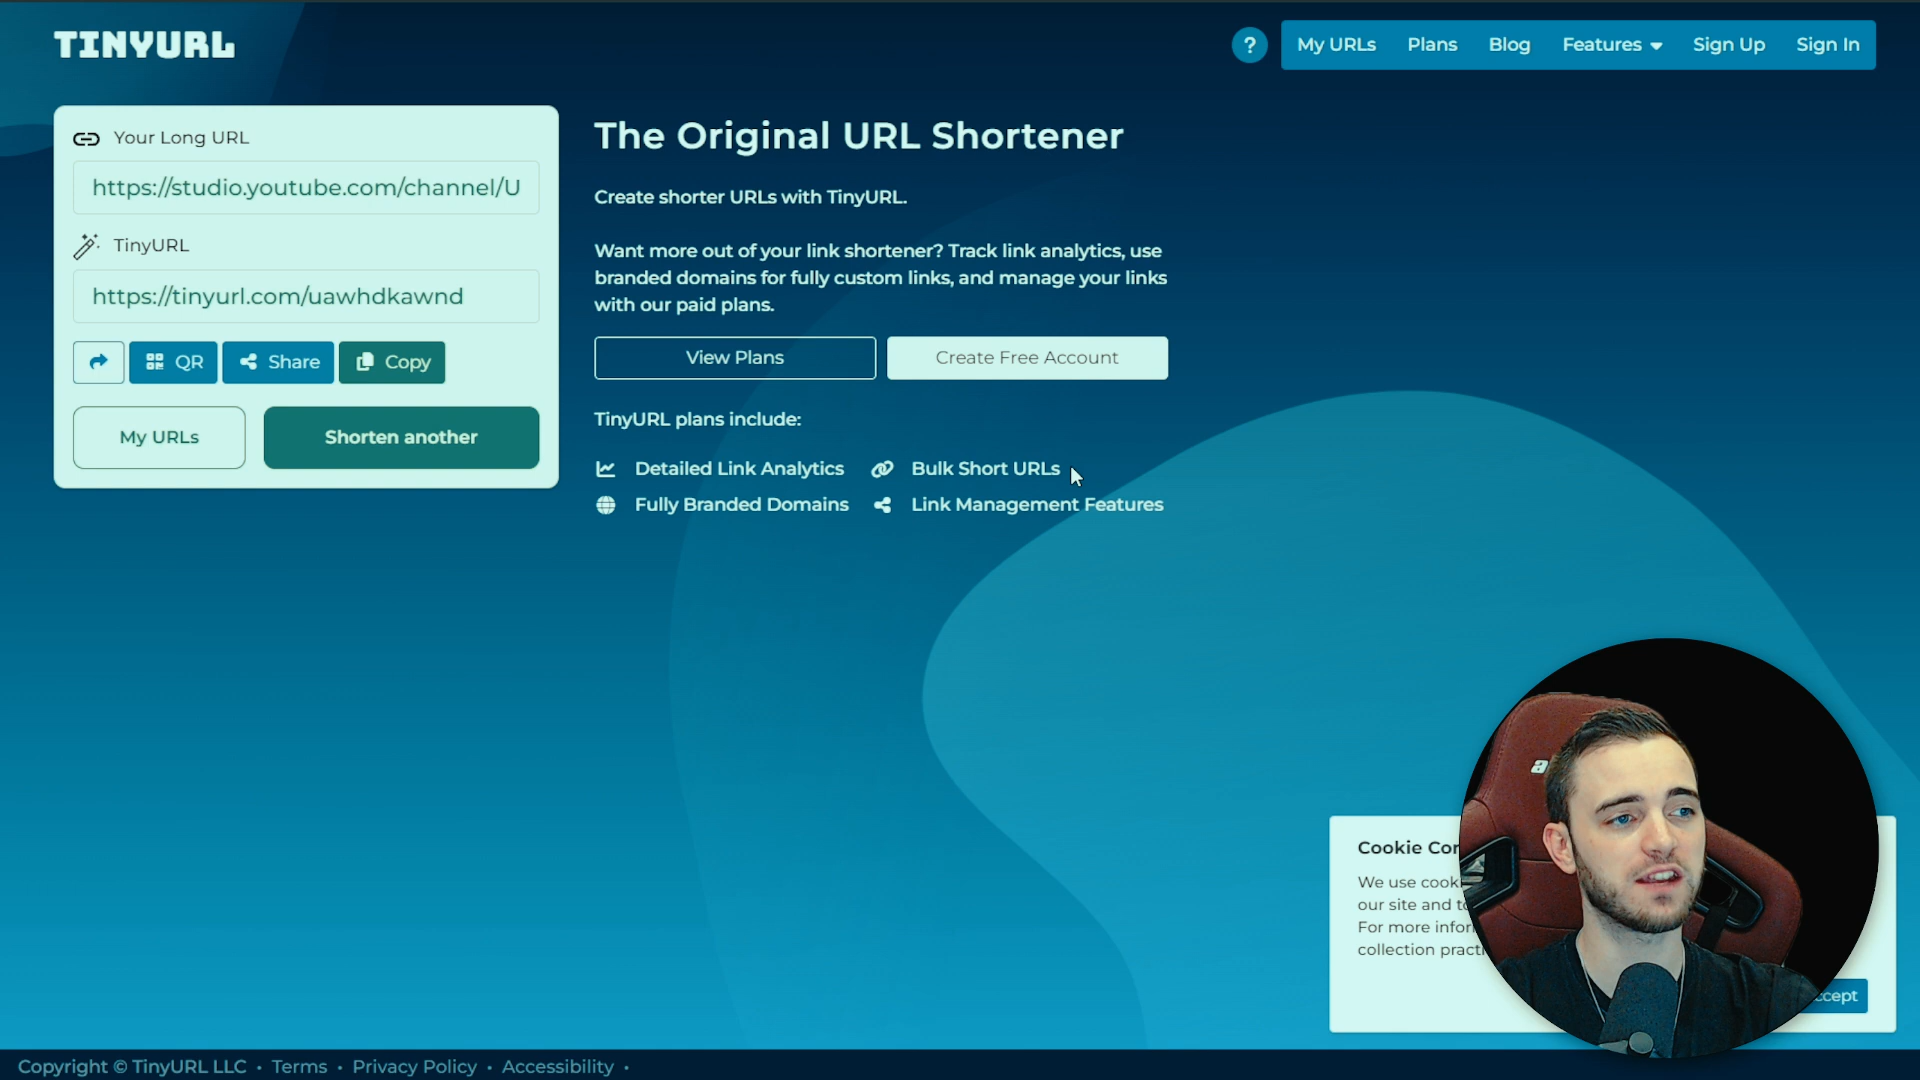 TINYURL
?
My URLs
Plans
Blog
Features
Sign Up
Sign In
Your Long URL
https://studio.youtube.com/channel/U
TinyURL
https://tinyurl.com/uawhdkawnd
QR
Share
Copy
My URLs
Shorten another
The Original URL Shortener
Create shorter URLs with TinyURL.
Want more out of your link shortener? Track link analytics, use
branded domains for fully custom links, and manage your links
with our paid plans.
View Plans
Create Free Account
TinyURL plans include:
Detailed Link Analytics
Bulk Short URLs
Fully Branded Domains
Link Management Features
Cookie
We use
our site and
For more
collection
Copyright © TinyURL LLC • Terms • Privacy Policy • Accessibility •